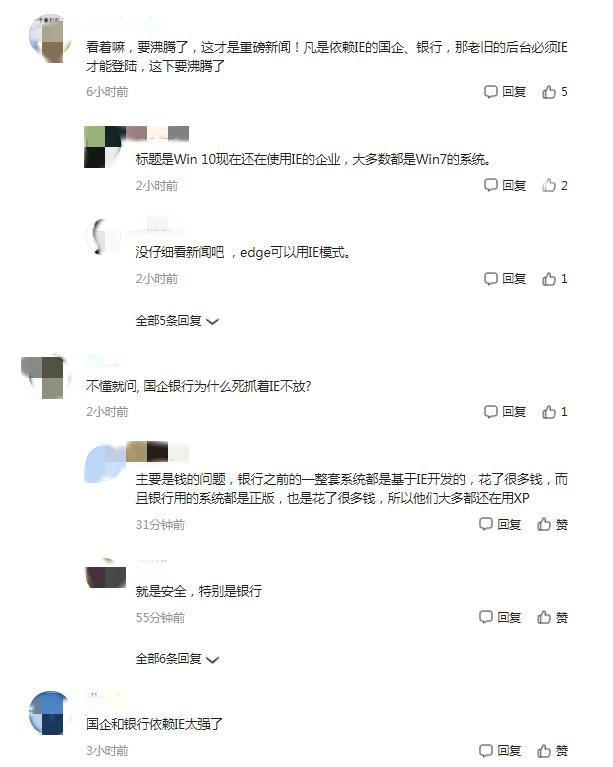 看着嘛，要沸腾了，这才是重磅新闻！凡是依赖IE的国企、银行，那老旧的后台必须IE
才能登陆，这下要沸腾了
6小时前 回复 5
标题是Win 10现在还在使用IE的企业，大多数都是Win7的系统。
2小时前 回复 2
没仔细看新闻吧 ，edge可以用IE模式。
2小时前 回复 1
全部5条回复
不懂就问, 国企银行为什么死抓着IE不放?
2小时前 回复 1
主要是钱的问题，银行之前的一整套系统都是基于IE开发的，花了很多钱，而
且银行用的系统都是正版，也是花了很多钱，所以他们大多都还在用XP
31分钟前 回复 赞
就是安全，特别是银行
55分钟前 回复 赞
全部6条回复
国企和银行依赖IE太强了
3小时前 回复 赞